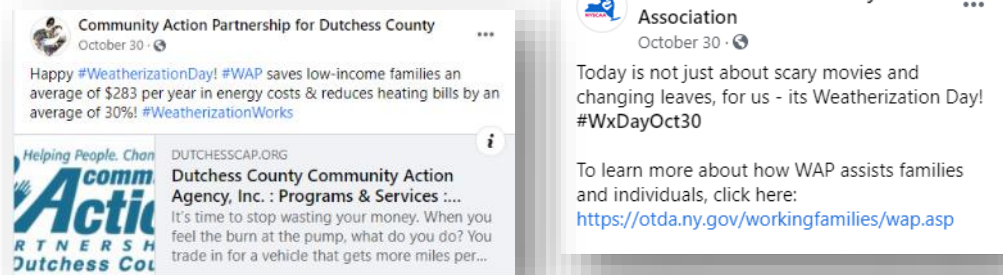 Community Action Partnership for Dutchess County
October 30 ·
Happy #WeatherizationDay! #WAP saves low-income families an
average of $283 per year in energy costs & reduces heating bills by an
average of 30%! #WeatherizationWorks
i
Helping People. Chan
comm
Actio
RTNERSH
Dutchess Cou
DUTCHESSCAP.ORG
Dutchess County Community Action
Agency, Inc. : Programs & Services :...
It's time to stop wasting your money. When you
feel the burn at the pump, what do you do? You
trade in for a vehicle that gets more miles per...
NYSCAA
Association
October 30 ·
Today is not just about scary movies and
changing leaves, for us - its Weatherization Day!
#WxDayOct30
To learn more about how WAP assists families
and individuals, click here:
https://otda.ny.gov/workingfamilies/wap.asp